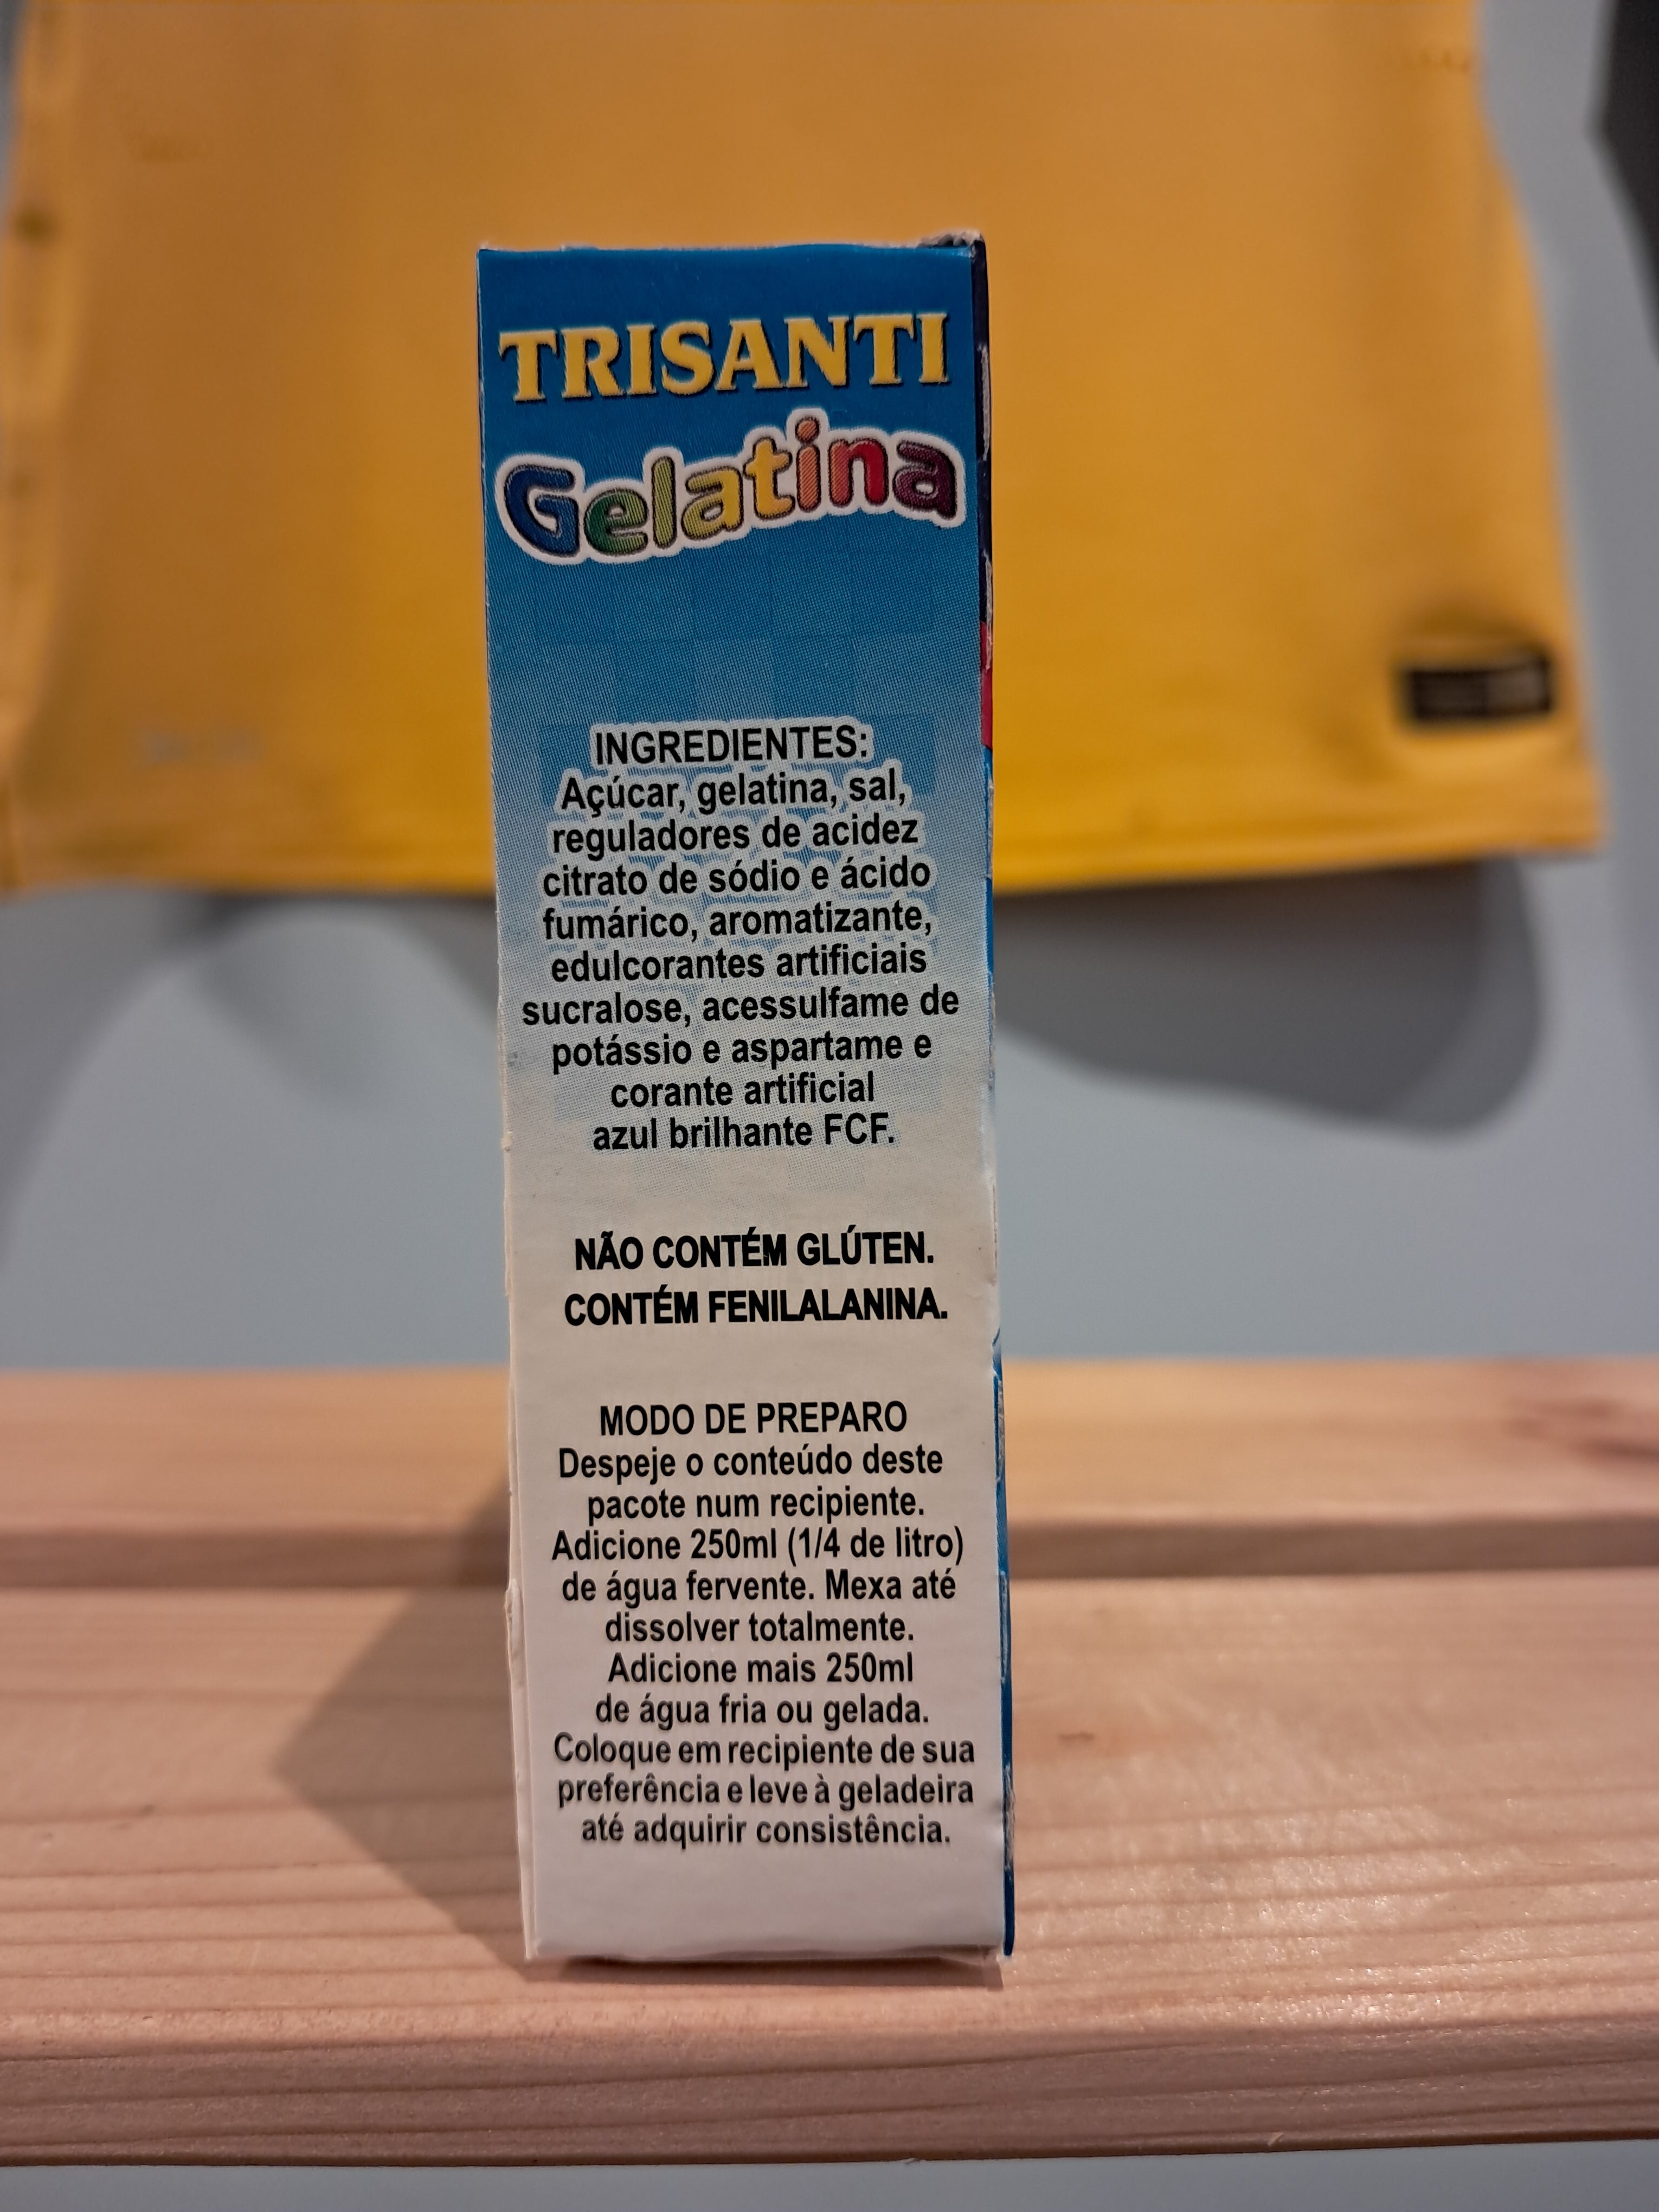 TRISANTI
Gelatina
INGREDIENTES:
Açúcar, gelatina, sal,
reguladores de acidez
citrato de sódio e ácido
fumárico, aromatizante,
edulcorantes artificiais
sucralose, acessulfame de
potássio e aspartame e
corante artificial
azul brilhante FCF.
NÃO CONTÉM GLÚTEN.
CONTÉM FENILALANINA.
MODO DE PREPARO
Despeje o conteúdo deste
pacote num recipiente.
Adicione 250ml (1/4 de litro)
de água fervente. Mexa até
dissolver totalmente.
Adicione mais 250ml
de água fria ou gelada.
Coloque em recipiente de sua
preferência e leve à geladeira
até adquirir consistência.